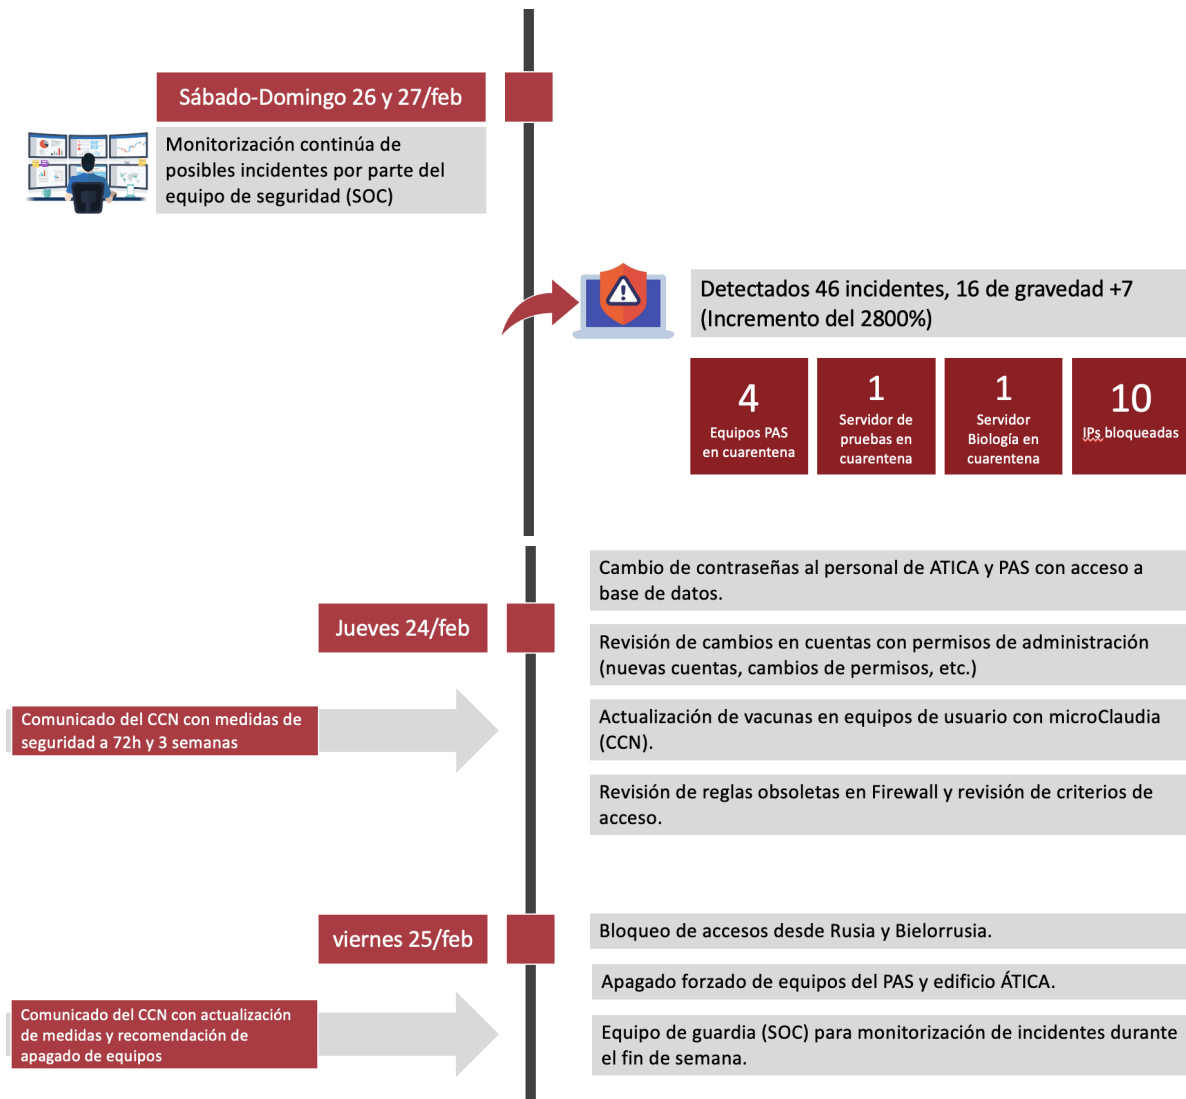 Sábado-Domingo 26 y 27/feb
Monitorización continúa de
posibles incidentes por parte del
equipo de seguridad (SOC)
Detectados 46 incidentes, 16 de gravedad +7
(Incremento del 2800%)
4
Equipos PAS
en cuarentena
1
Servidor de
pruebas en
cuarentena
1
Servidor
Biología en
cuarentena
10
IPs bloqueadas
Jueves 24/feb
Comunicado del CCN con medidas de
seguridad a 72h y 3 semanas
Cambio de contraseñas al personal de ATICA y PAS con acceso a
base de datos.
Revisión de cambios en cuentas con permisos de administración
(nuevas cuentas, cambios de permisos, etc.)
Actualización de vacunas en equipos de usuario con microClaudia
(CCN).
Revisión de reglas obsoletas en Firewall y revisión de criterios de
acceso.
viernes 25/feb
Comunicado del CCN con actualización
de medidas y recomendación de
apagado de equipos
Bloqueo de accesos desde Rusia y Bielorrusia.
Apagado forzado de equipos del PAS y edificio ÁTICA.
Equipo de guardia (SOC) para monitorización de incidentes durante
el fin de semana.